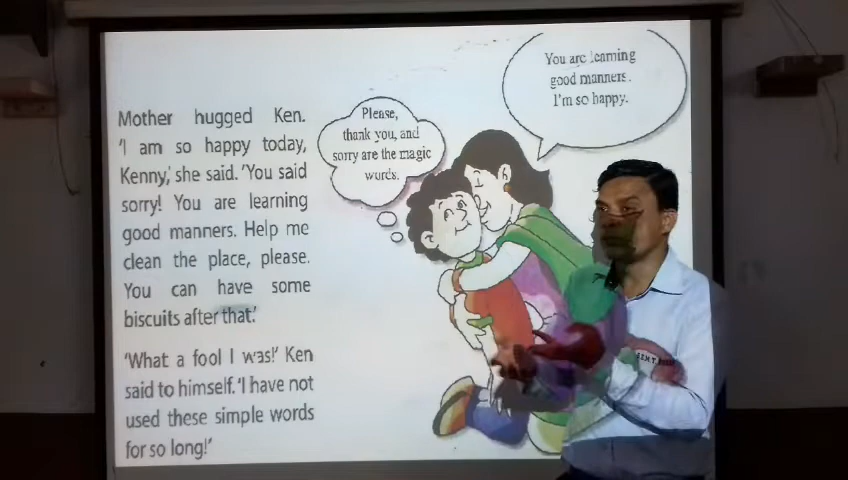 Mother hugged Ken.
'I am so happy today,
Kenny,' she said. 'You said
sorry! You are learning
good manners. Help me
clean the place, please.
You can have some
biscuits after that.'
'What a fool I was!' Ken
said to himself. 'I have not
used these simple words
for so long!'
Please,
thank you, and
sorry are the magic
words.
You are learning
good manners.
I'm so happy.